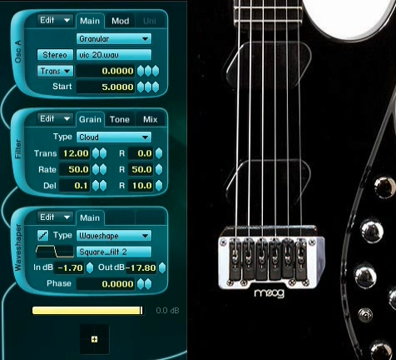 Edit Main Mod Uni
Osc A
Granular
Stereo vic 20.wav
Trans 0.0000
Start 5.0000
Edit Grain Tone Mix
Filter
Type Cloud
Trans 12.00 R 0.0
Rate 50.0 R 50.0
Del 0.1 R 10.0
Edit Main
Waveshaper
Type Waveshape
Square_filt 2
In dB -1.70 Out dB -17.80
Phase 0.0000
0.0 dB
moog